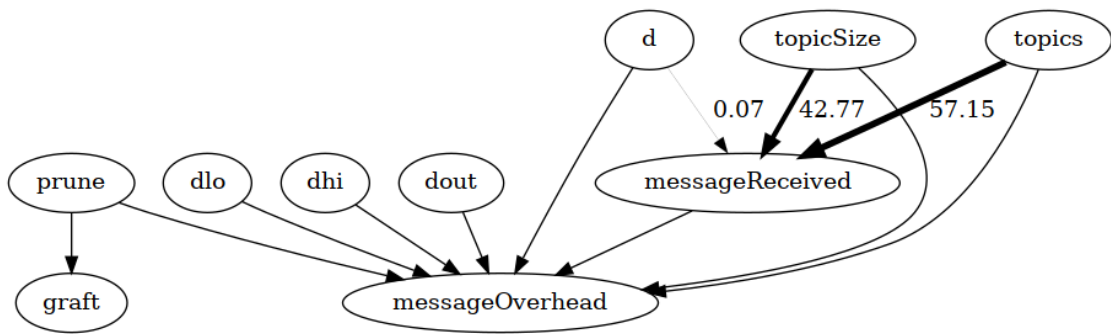 d topicSize topics
0.07 42.77 57.15
prune dlo dhi dout messageReceived
graft messageOverhead